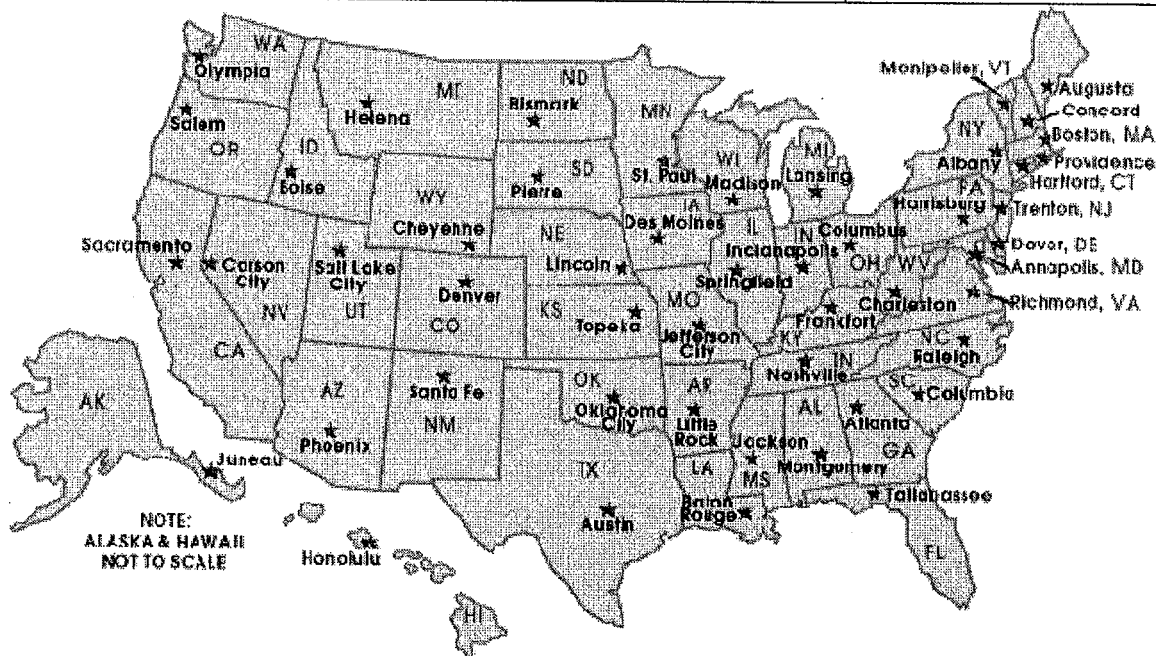 WA
Olympia
MT
Helena
ND
Bismark
MN
Montpelier, VT
Augusta
Concord
Boston, MA
Providence
Hartford, CT
Salem
OR
ID
Boise
WY
Cheyenne
SD
Pierre
St. Paul
WI
Madison
MI
Lansing
NY
Albany
PA
Harrisburg
Trenton, NJ
IA
Des Moines
NE
Lincoln
IL
Springfield
IN
Indianapolis
Columbus
OH
WV
Charleston
Dover, DE
Annapolis, MD
Richmond, VA
Sacramento
Carson
City
NV
Salt Lake
City
UT
Denver
CO
KS
Topeka
MO
Jefferson
City
KY
Frankfort
CA
AZ
Phoenix
Santa Fe
NM
OK
Oklahoma
City
AR
Little
Rock
Nashville
NC
Raleigh
SC
Columbia
AK
Juneau
TX
Austin
LA
Baton
Rouge
Jackson
MS
AL
Montgomery
Atlanta
GA
Tallahassee
FL
NOTE:
ALASKA & HAWAII
NOT TO SCALE
Honolulu
HI